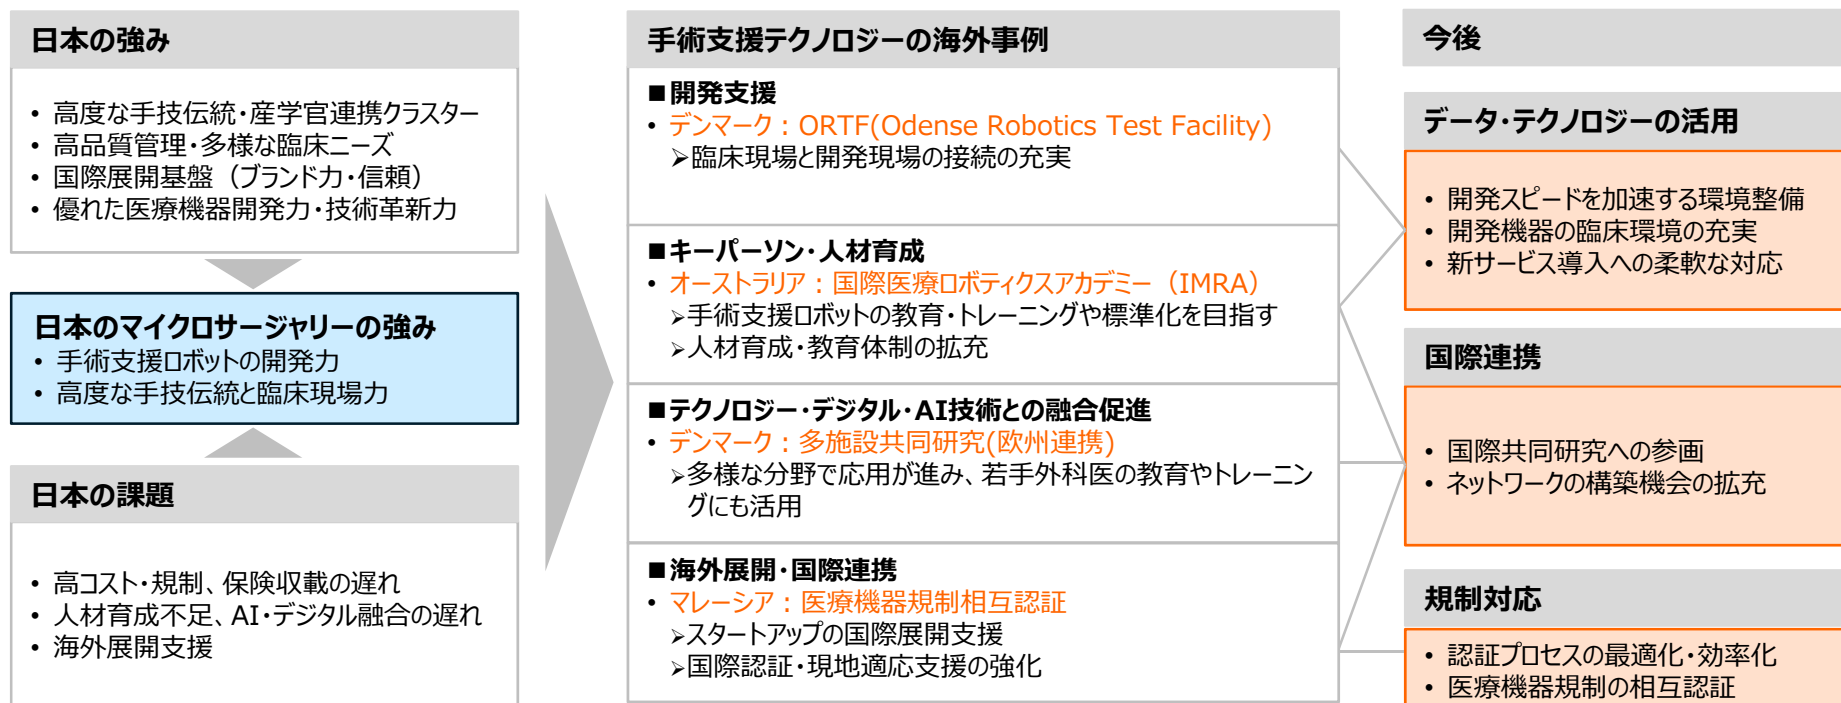 日本の強み
• 高度な手技伝統・産学官連携クラスター
• 高品質管理・多様な臨床ニーズ
• 国際展開基盤（ブランド力・信頼）
• 優れた医療機器開発力・技術革新力
日本のマイクロサージャリーの強み
• 手術支援ロボットの開発力
• 高度な手技伝統と臨床現場力
日本の課題
• 高コスト・規制、保険収載の遅れ
• 人材育成不足、AI・デジタル融合の遅れ
• 海外展開支援
手術支援テクノロジーの海外事例
■開発支援
• デンマーク：ORTF(Odense Robotics Test Facility)
➢臨床現場と開発現場の接続の充実
■キーパーソン・人材育成
• オーストラリア：国際医療ロボティクスアカデミー（IMRA）
➢手術支援ロボットの教育・トレーニングや標準化を目指す
➢人材育成・教育体制の拡充
■テクノロジー・デジタル・AI技術との融合促進
• デンマーク：多施設共同研究(欧州連携)
➢多様な分野で応用が進み、若手外科医の教育やトレーニン
グにも活用
■海外展開・国際連携
• マレーシア：医療機器規制相互認証
➢スタートアップの国際展開支援
➢国際認証・現地適応支援の強化
今後
データ・テクノロジーの活用
• 開発スピードを加速する環境整備
• 開発機器の臨床環境の充実
• 新サービス導入への柔軟な対応
国際連携
• 国際共同研究への参画
• ネットワークの構築機会の拡充
規制対応
• 認証プロセスの最適化・効率化
• 医療機器規制の相互認証